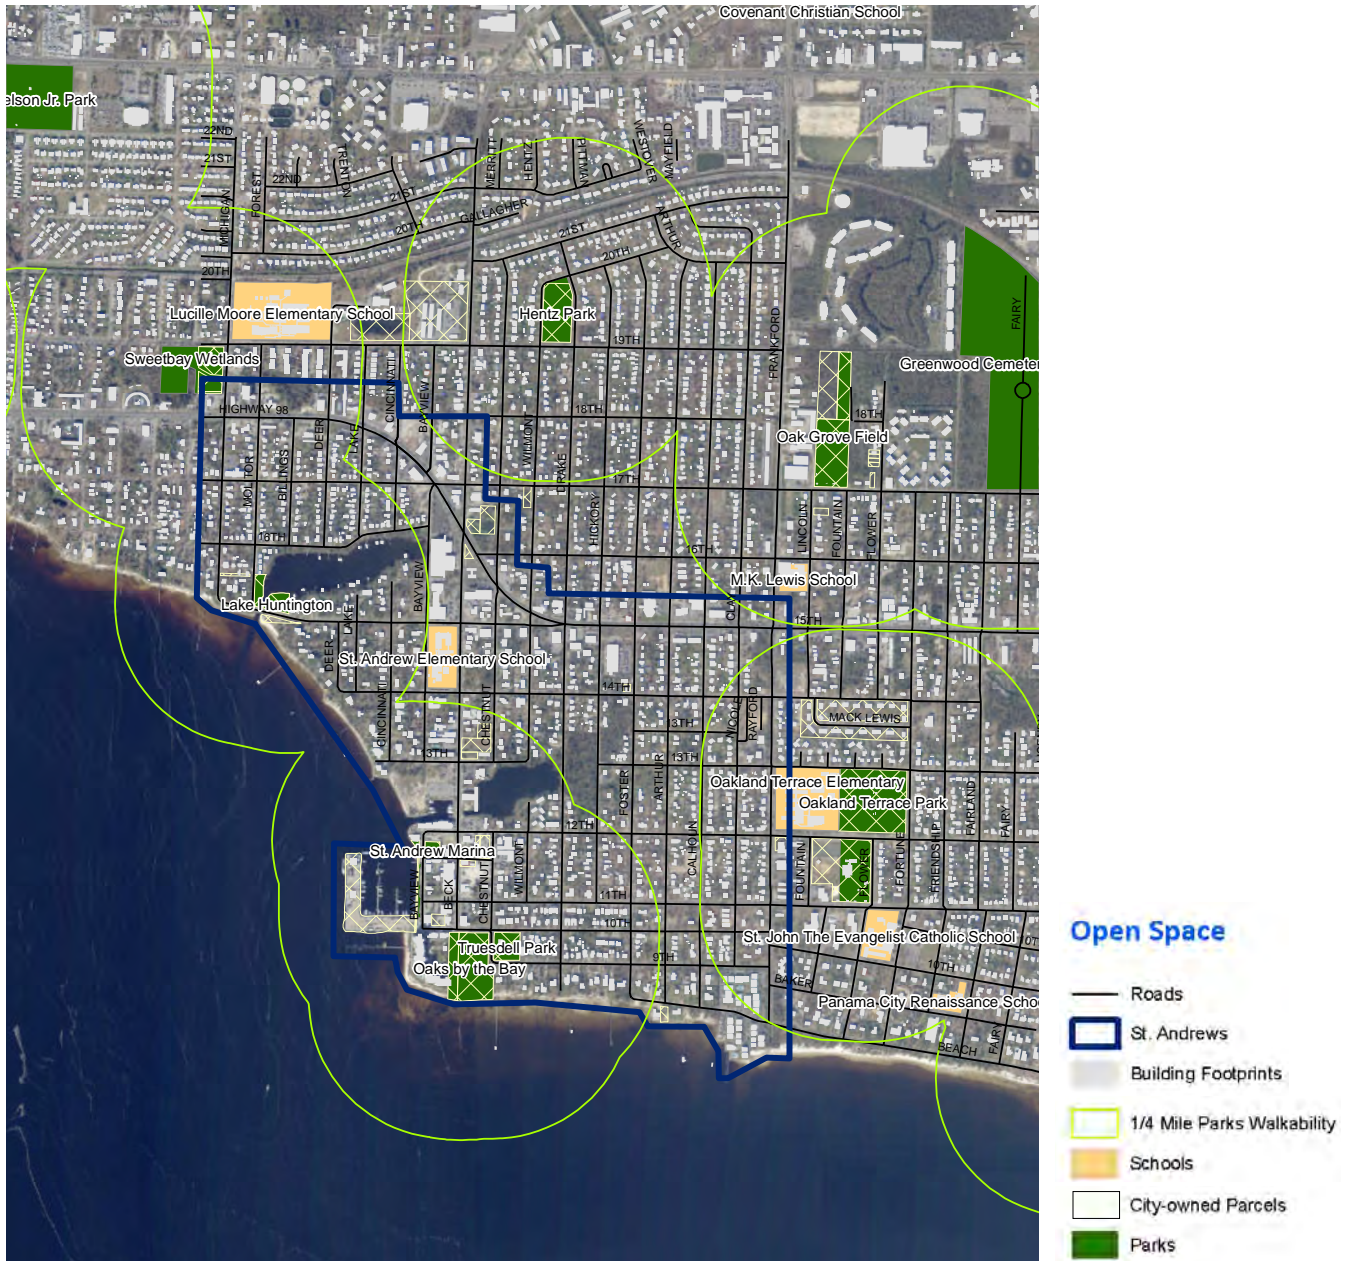 Covenant Christian School
elson Jr. Park
22ND
21ST
22ND
TRENTON
MERRITT
HENTZ
PITTMAN
WESTOVER
MAYFIELD
MICHIGAN
FOREST
21ST
20TH
GALLAGHER
21ST
20TH
ARTHUR
20TH
FAIRY
Lucille Moore Elementary School
Hentz Park
FRANKFORD
19TH
Sweetbay Wetlands
Greenwood Cemeter
HIGHWAY 98
DEER
LAKE
CINCINNATI
BAYVIEW
18TH
18TH
WILMONT
DRAKE
Oak Grove Field
MOLITOR
BILLINGS
17TH
HICKORY
LINCOLN
FOUNTAIN
FLOWER
16TH
16TH
M.K. Lewis School
BAYVIEW
Lake Huntington
LAKE
CLAY
15TH
DEER
St. Andrew Elementary School
14TH
CINCINNATI
CHESTNUT
13TH
NICOLE
RAYFORD
MACK LEWIS
13TH
13TH
FOSTER
ARTHUR
Oakland Terrace Elementary
Oakland Terrace Park
FAIRLAND
FAIRY
12TH
St. Andrew Marina
CALHOUN
WILMONT
FOUNTAIN
FLOWER
FORTUNE
FRIENDSHIP
BAYVIEW
BECK
CHESTNUT
11TH
10TH
St. John The Evangelist Catholic School
10T
Truesdell Park
9TH
10TH
Oaks by the Bay
BAKER
Panama City Renaissance Schoo
BEACH
FAIRY
Open Space
Roads
St. Andrews
Building Footprints
1/4 Mile Parks Walkability
Schools
City-owned Parcels
Parks